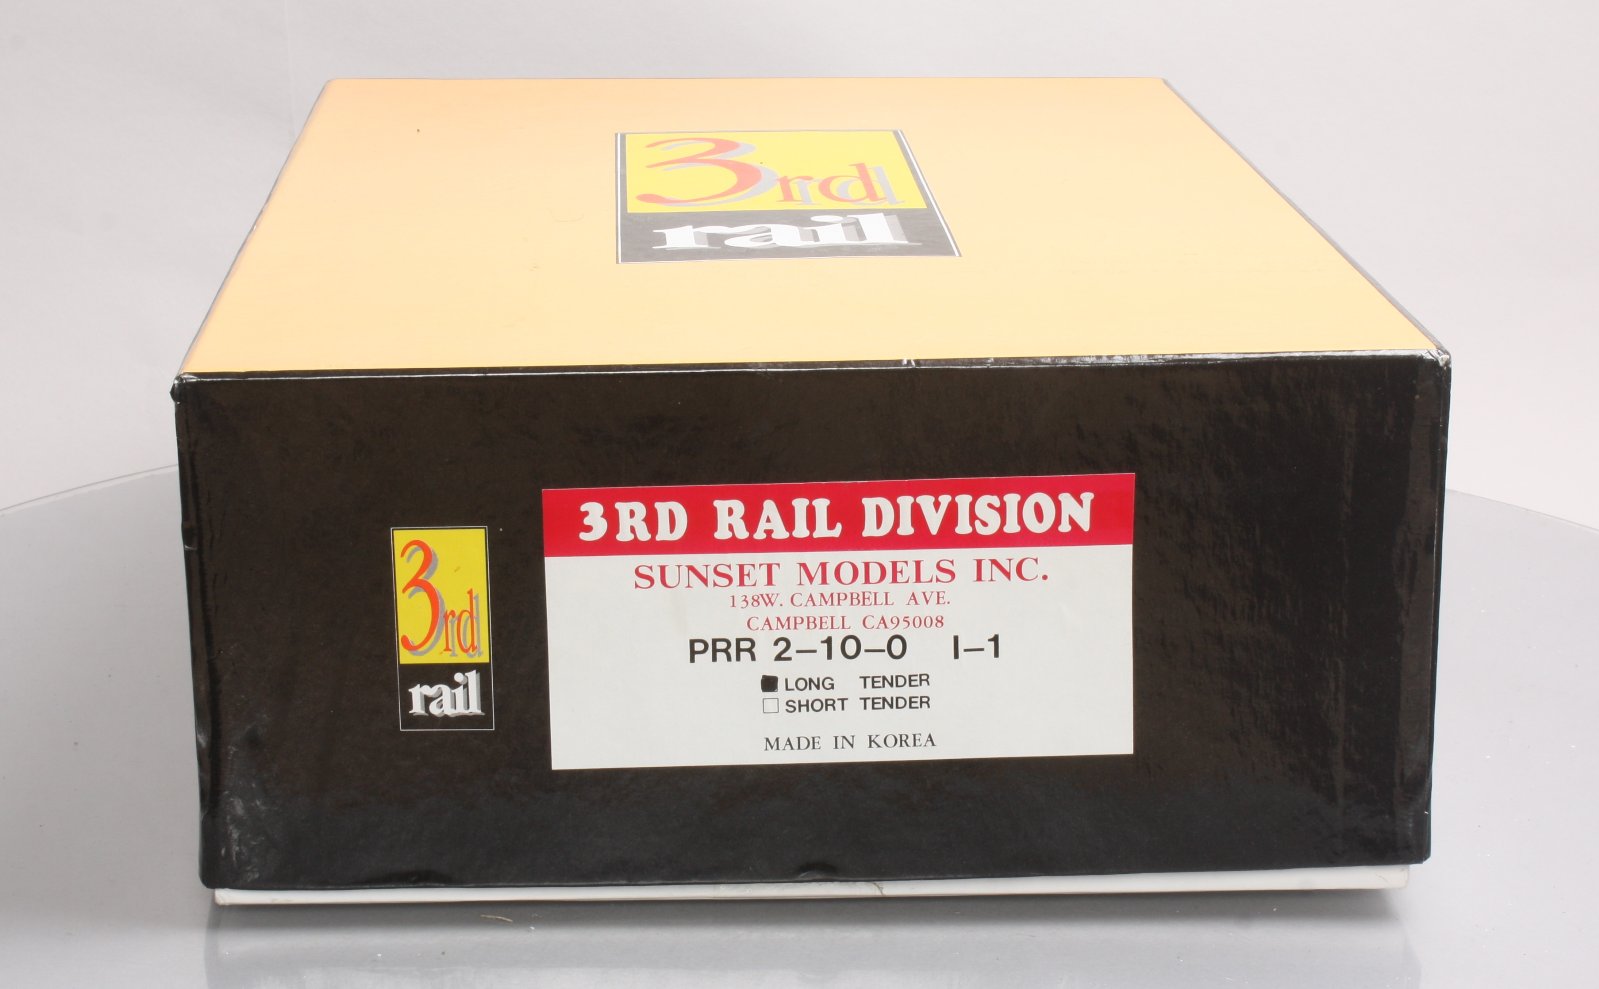 3rd
rail
3rd
rail
3RD RAIL DIVISION
SUNSET MODELS INC.
138W. CAMPBELL AVE.
CAMPBELL CA95008
PRR 2-10-0 I-1
LONG TENDER
SHORT TENDER
MADE IN KOREA